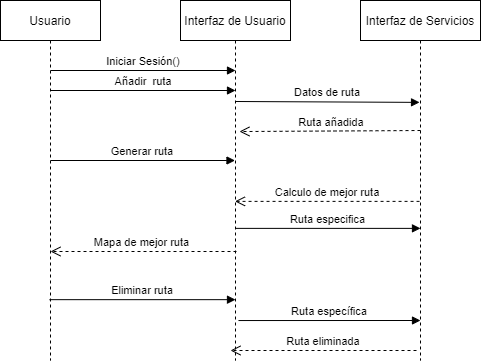 Usuario
Interfaz de Usuario
Interfaz de Servicios
Iniciar Sesión()
Añadir ruta
Datos de ruta
Ruta añadida
Generar ruta
Calculo de mejor ruta
Ruta especifica
Mapa de mejor ruta
Eliminar ruta
Ruta específica
Ruta eliminada